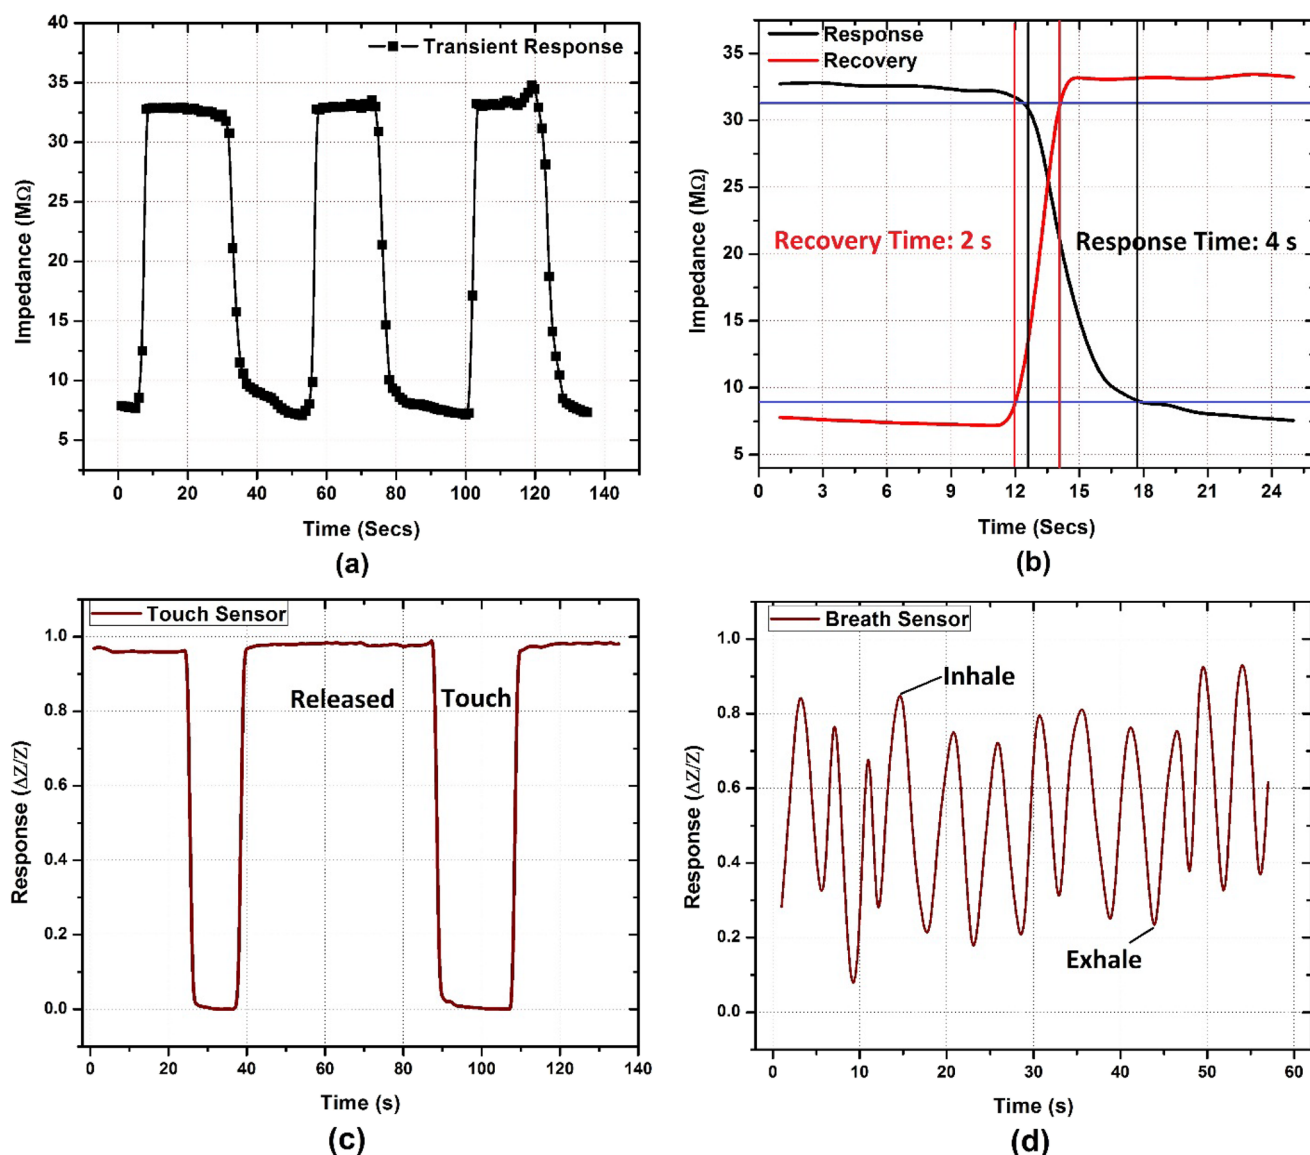 Transient Response
Impedance (MΩ)
40
35
30
25
20
15
10
5
0 20 40 60 80 100 120 140
Time (Secs)
(a)
Response
Recovery
Impedance (MΩ)
35
30
25
20
15
10
5
Recovery Time: 2 s
Response Time: 4 s
0 3 6 9 12 15 18 21 24
Time (Secs)
(b)
Touch Sensor
Response (ΔZ/Z)
1.0
0.8
0.6
0.4
0.2
0.0
Released
Touch
0 20 40 60 80 100 120 140
Time (s)
(c)
Breath Sensor
Response (ΔZ/Z)
1.0
0.8
0.6
0.4
0.2
0.0
Inhale
Exhale
0 10 20 30 40 50 60
Time (s)
(d)